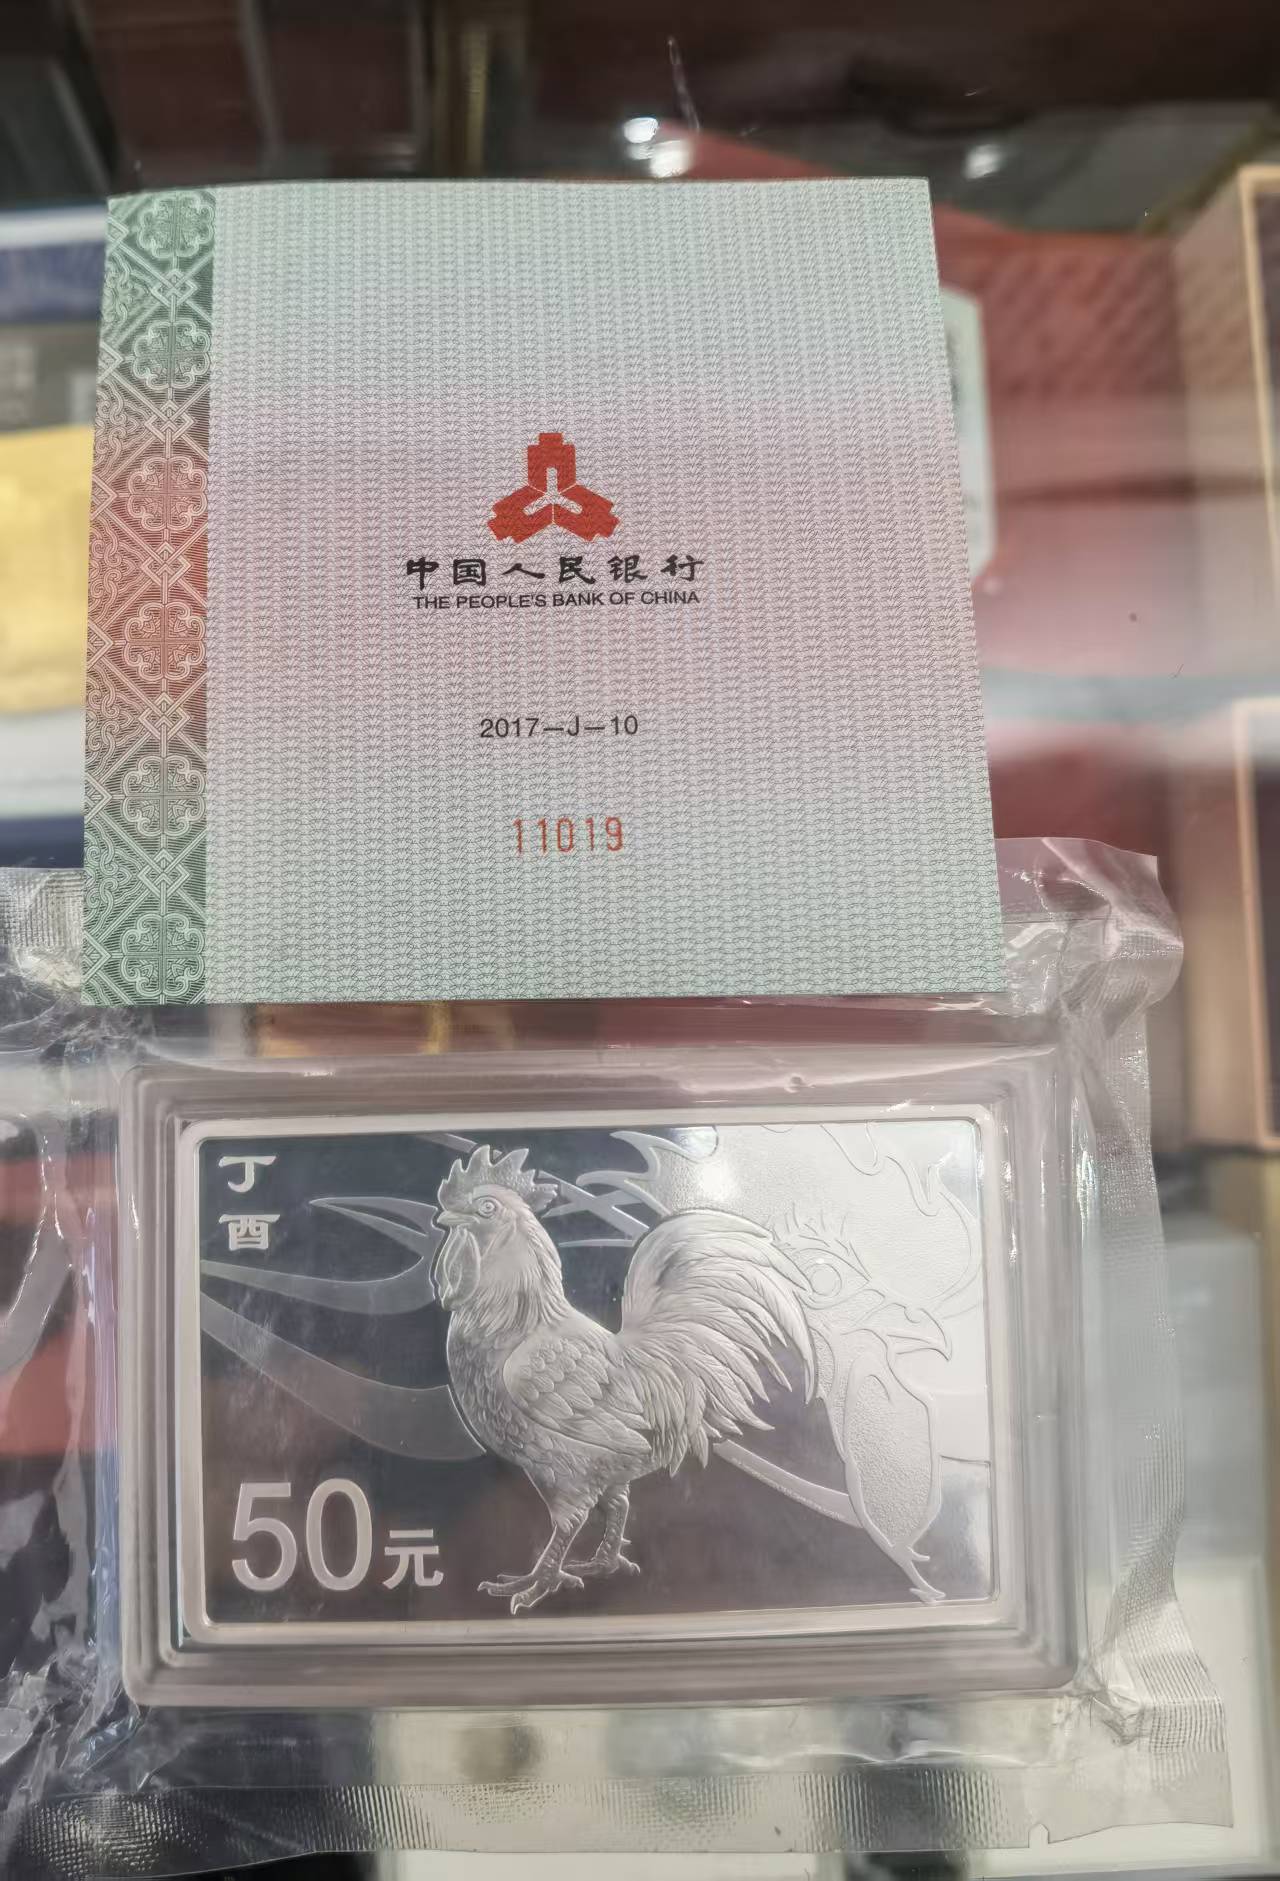 中国人民银行
THE PEOPLE'S BANK OF CHINA
2017—J—10
11019
丁
酉
50元